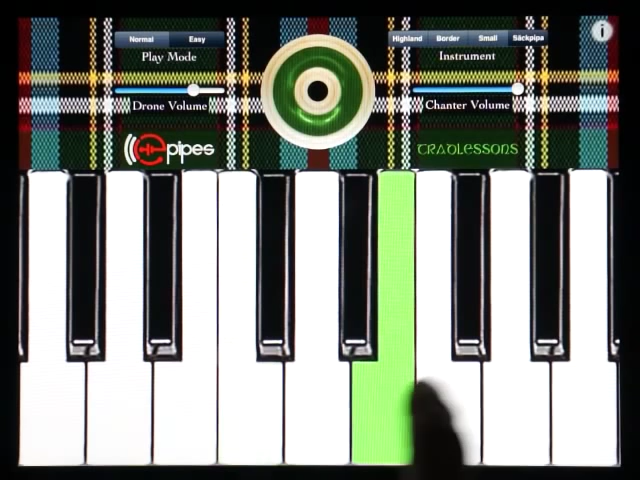 Normal Easy
Play Mode
Drone Volume
epipes
Highland Border Small Säckpipa
Instrument
Chanter Volume
TRADLESSONS
i